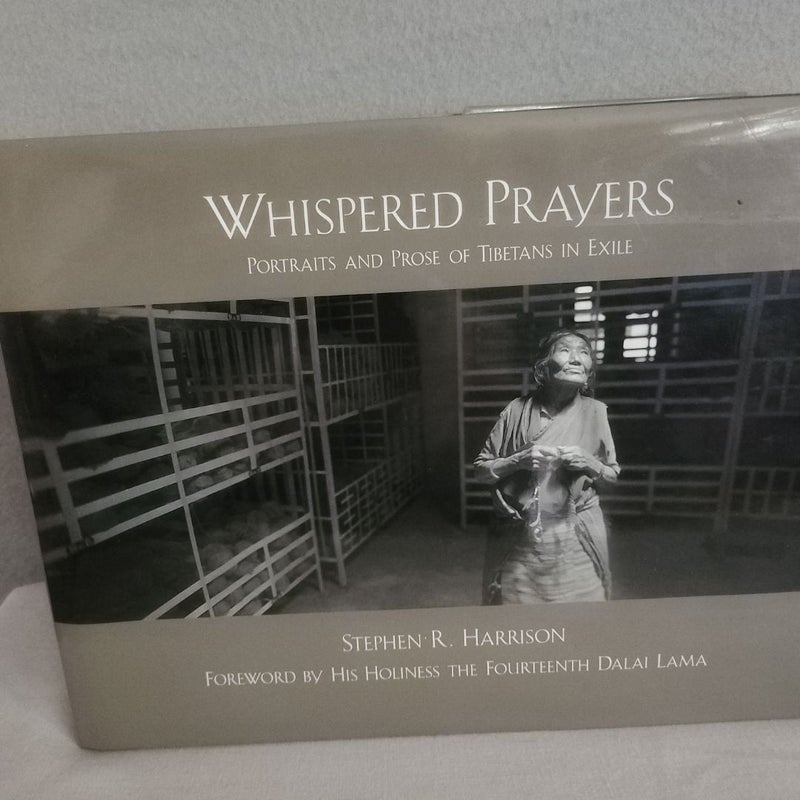 WHISPERED PRAYERS
PORTRAITS AND PROSE OF TIBETANS IN EXILE
STEPHEN R. HARRISON
FOREWORD BY HIS HOLINESS THE FOURTEENTH DALAI LAMA